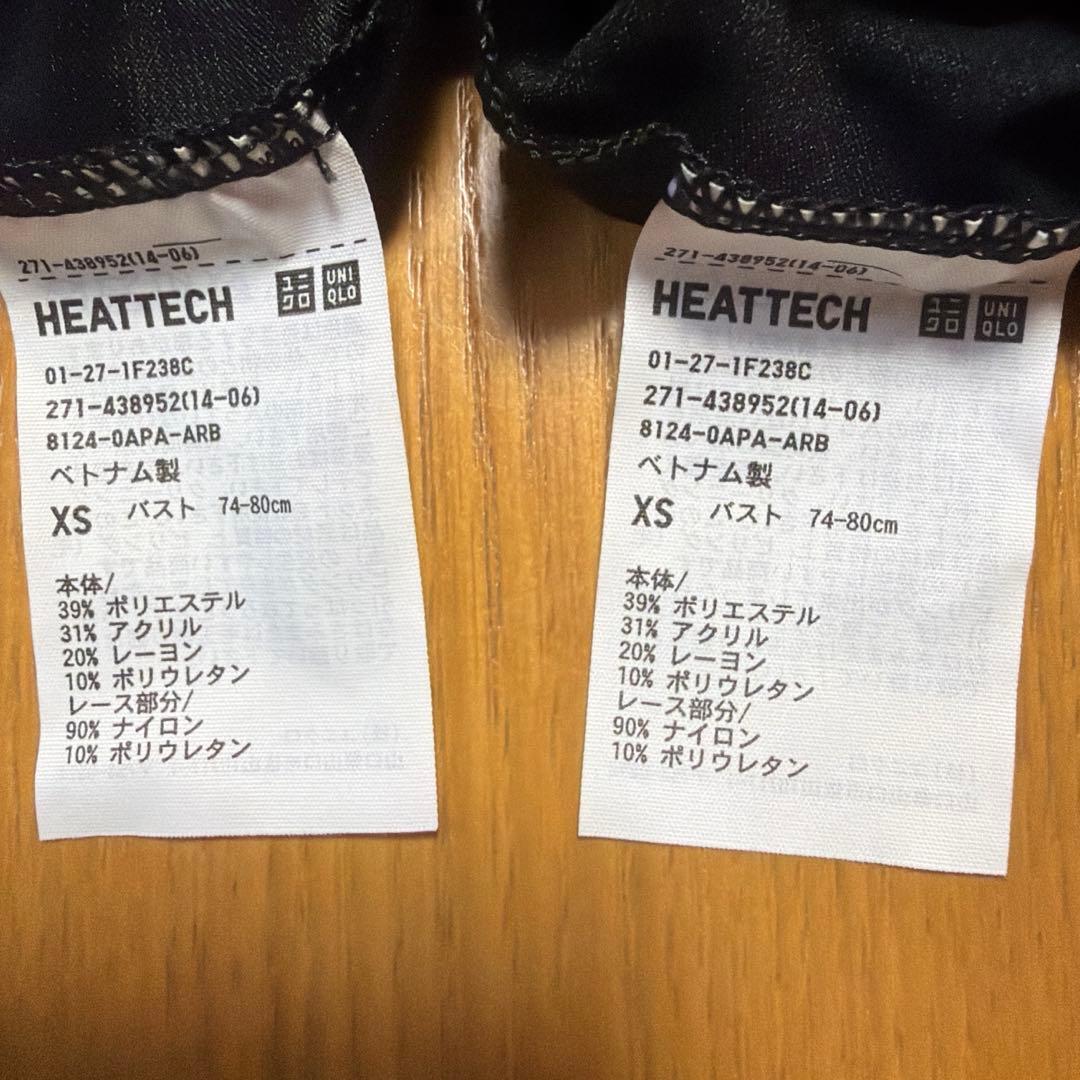 271-438952(14-06)
HEATTECH
ユニ
クロ
UNI
QLO
01-27-1F238C
271-438952(14-06)
8124-0APA-ARB
ベトナム製
XS バスト 74-80cm
本体/
39% ポリエステル
31% アクリル
20% レーヨン
10% ポリウレタン
レース部分/
90% ナイロン
10% ポリウレタン
271-438952(14-06)
HEATTECH
ユニ
クロ
UNI
QLO
01-27-1F238C
271-438952(14-06)
8124-0APA-ARB
ベトナム製
XS バスト 74-80cm
本体/
39% ポリエステル
31% アクリル
20% レーヨン
10% ポリウレタン
レース部分/
90% ナイロン
10% ポリウレタン